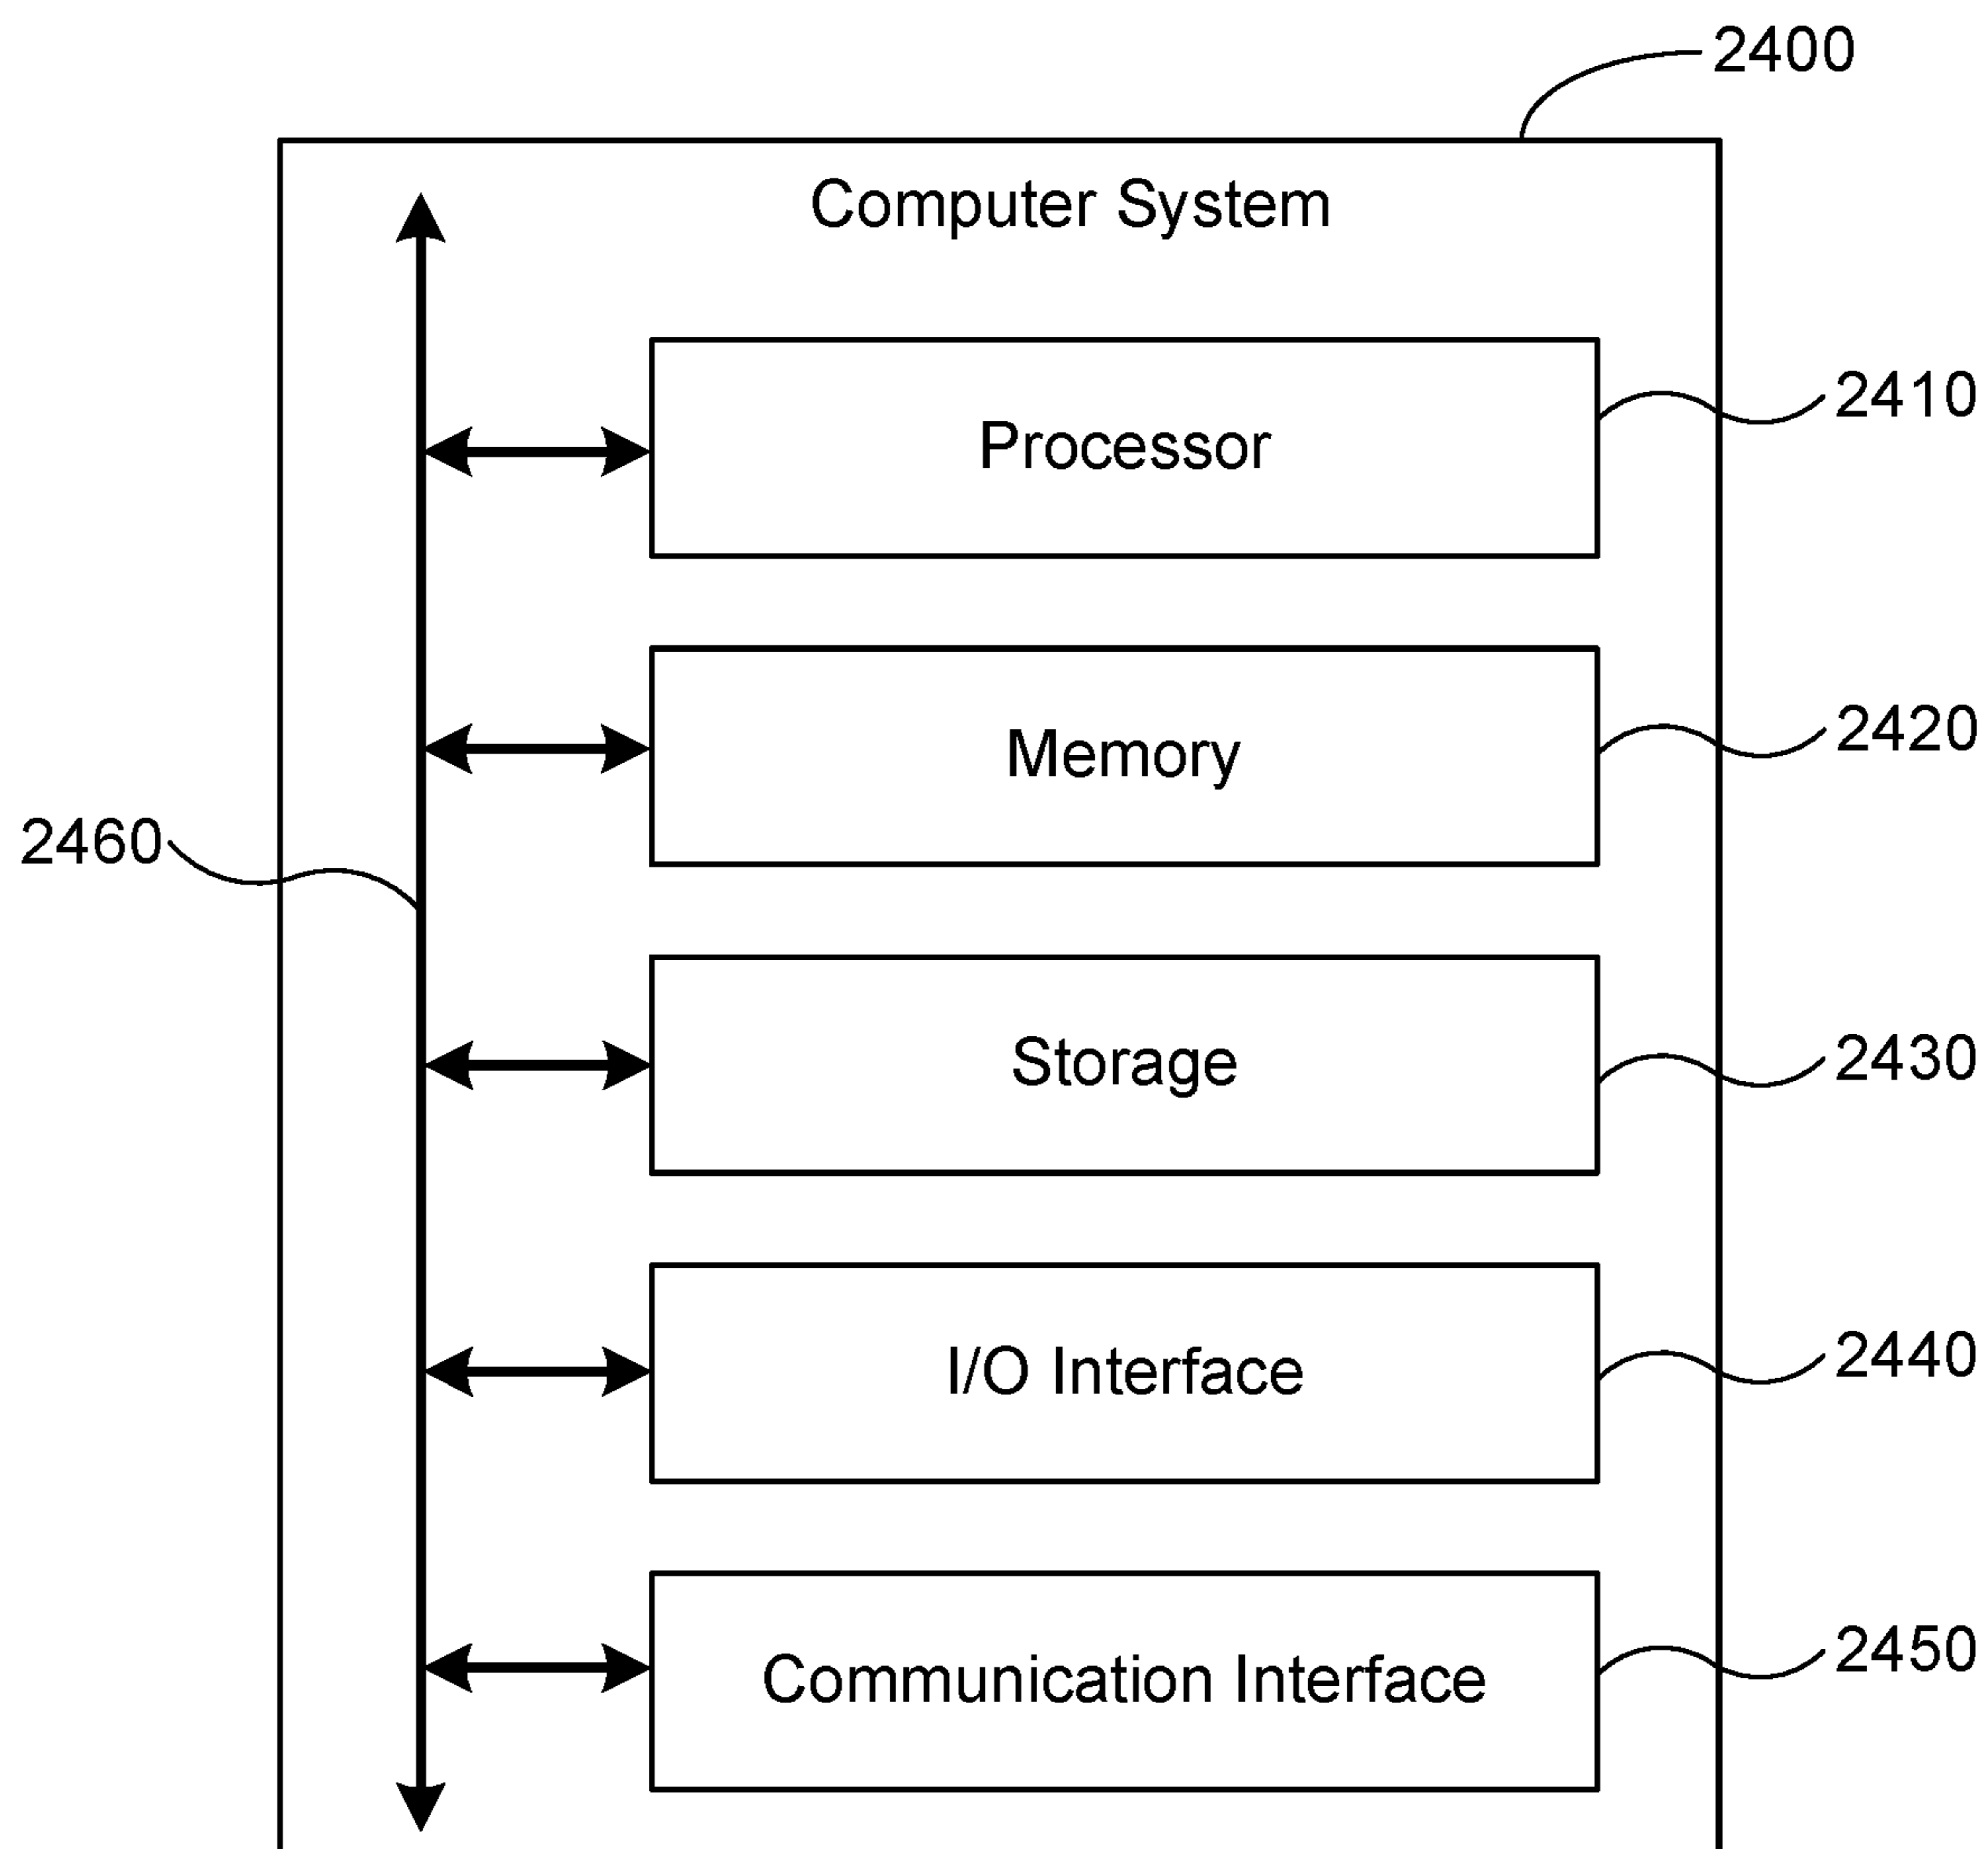 2400
Computer System
Processor
2410
Memory
2420
2460
Storage
2430
I/O Interface
2440
Communication Interface
2450